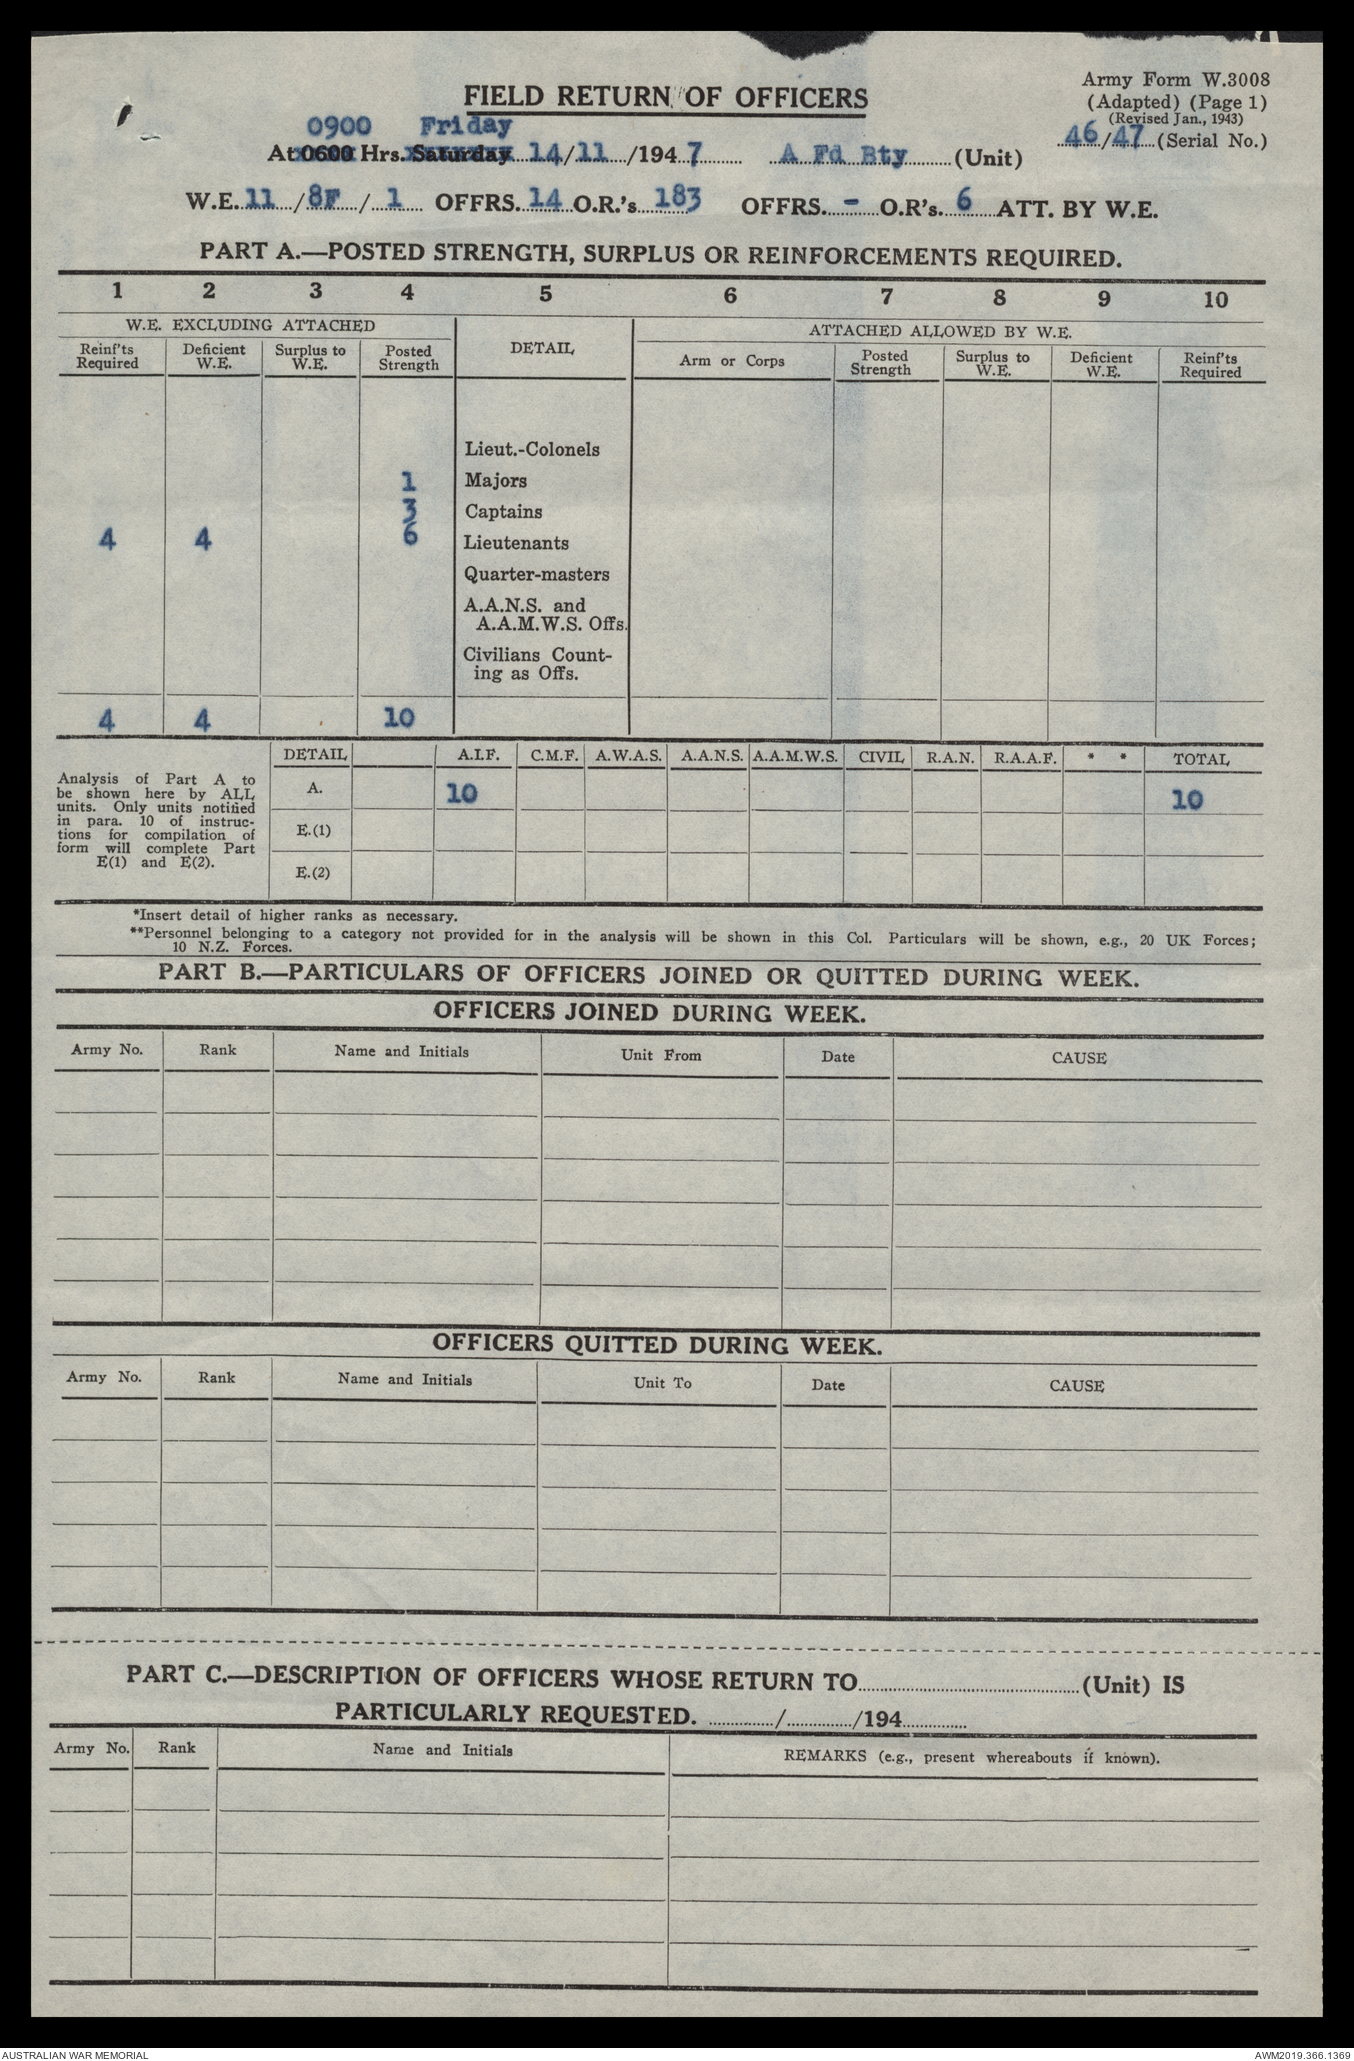 Army Form W.3008
FIELD RETURN OF OFFICERS
(Adapted) (Page 1)
(Revised Jan., 1943)
0900 Friday
46/47 (Serial No.)
At 0600 Hrs. Saturday 14/11/1947 A Fd Bty (Unit)
W.E. 11/8F/1 OFFRS. 14 O.R.'s 183 OFFRS. - O.R's. 6 ATT. BY W.E.
PART A.—POSTED STRENGTH, SURPLUS OR REINFORCEMENTS REQUIRED.
1 2 3 4 5 6 7 8 9 10
W.E. EXCLUDING ATTACHED DETAIL ATTACHED ALLOWED BY W.E.
Reinf'ts Required Deficient W.E. Surplus to W.E. Posted Strength Arm or Corps Posted Strength Surplus to W.E. Deficient W.E. Reinf'ts Required
Lieut.-Colonels
1 Majors
3 Captains
4 4 6 Lieutenants
Quarter-masters
A.A.N.S. and
A.A.M.W.S. Offs.
Civilians Count-
ing as Offs.
4 4 10
DETAIL A.I.F. C.M.F. A.W.A.S. A.A.N.S. A.A.M.W.S. CIVIL R.A.N. R.A.A.F. * * TOTAL
Analysis of Part A to
be shown here by ALL
units. Only units notified
in para. 10 of instruc-
tions for compilation of
form will complete Part
E(1) and E(2).
A. 10 10
E.(1)
E.(2)
*Insert detail of higher ranks as necessary.
**Personnel belonging to a category not provided for in the analysis will be shown in this Col. Particulars will be shown, e.g., 20 UK Forces;
10 N.Z. Forces.
PART B.—PARTICULARS OF OFFICERS JOINED OR QUITTED DURING WEEK.
OFFICERS JOINED DURING WEEK.
Army No. Rank Name and Initials Unit From Date CAUSE
OFFICERS QUITTED DURING WEEK.
Army No. Rank Name and Initials Unit To Date CAUSE
PART C.—DESCRIPTION OF OFFICERS WHOSE RETURN TO (Unit) IS
PARTICULARLY REQUESTED. / /194
Army No. Rank Name and Initials REMARKS (e.g., present whereabouts if known).
AUSTRALIAN WAR MEMORIAL AWM2019.366.1369